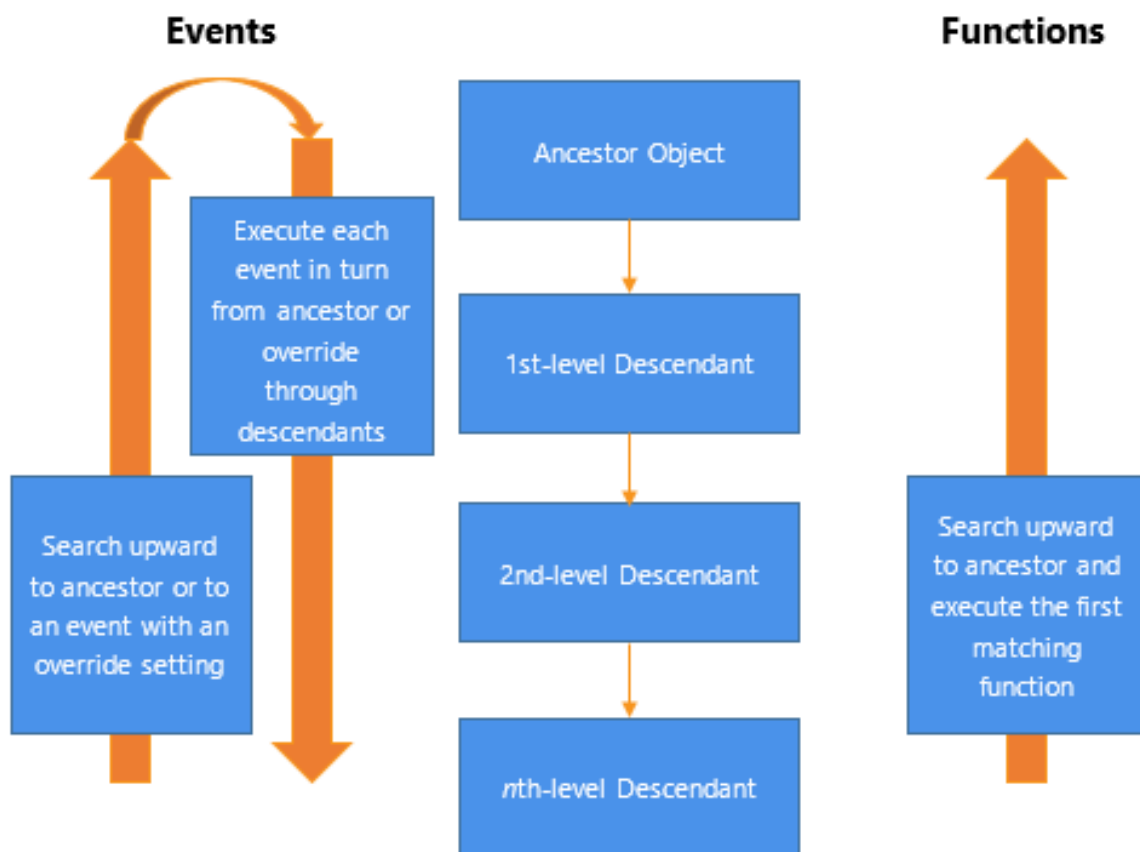 Events
Functions
Ancestor Object
Execute each
event in turn
from ancestor or
override
through
descendants
1st-level Descendant
Search upward
to ancestor or to
an event with an
override setting
2nd-level Descendant
Search upward
to ancestor and
execute the first
matching
function
nth-level Descendant